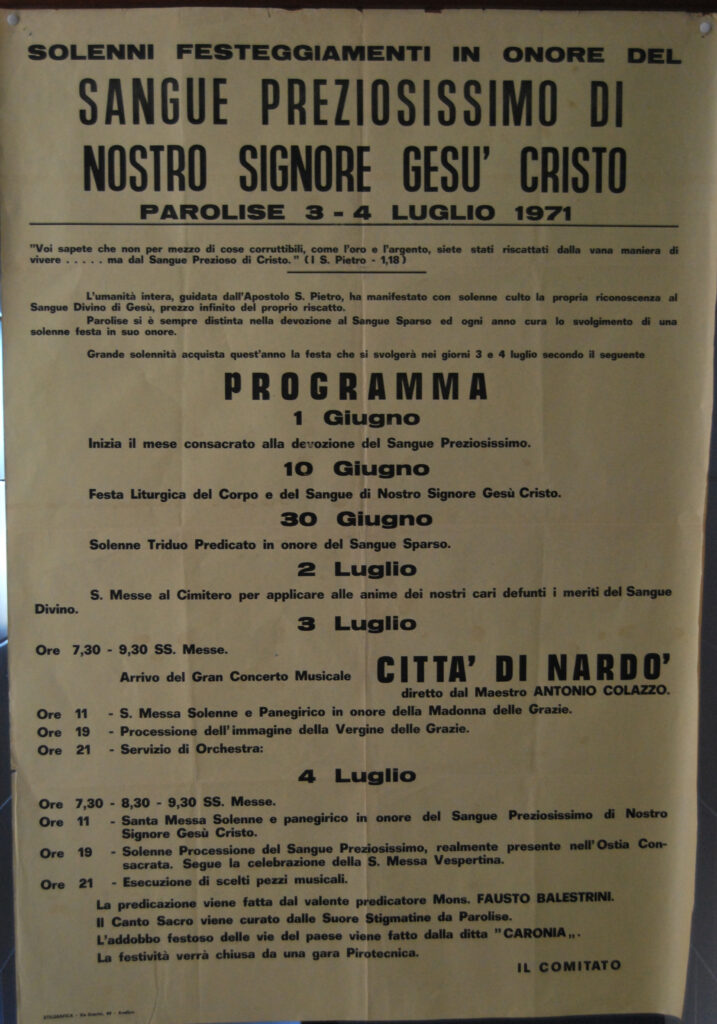 SOLENNI FESTEGGIAMENTI IN ONORE DEL
SANGUE PREZIOSISSIMO DI
NOSTRO SIGNORE GESU' CRISTO
PAROLISE 3 - 4 LUGLIO 1971
"Voi sapete che non per mezzo di cose corruttibili, come l'oro e l'argento, siete stati riscattati dalla vana maniera di
vivere . . . . . ma dal Sangue Prezioso di Cristo." (I S. Pietro - 1,18)
L'umanità intera, guidata dall'Apostolo S. Pietro, ha manifestato con solenne culto la propria riconoscenza al
Sangue Divino di Gesù, prezzo infinito del proprio riscatto.
Parolise si è sempre distinta nella devozione al Sangue Sparso ed ogni anno cura lo svolgimento di una
solenne festa in suo onore.
Grande solennità acquista quest'anno la festa che si svolgerà nei giorni 3 e 4 luglio secondo il seguente
PROGRAMMA
1 Giugno
Inizia il mese consacrato alla devozione del Sangue Preziosissimo.
10 Giugno
Festa Liturgica del Corpo e del Sangue di Nostro Signore Gesù Cristo.
30 Giugno
Solenne Triduo Predicato in onore del Sangue Sparso.
2 Luglio
S. Messe al Cimitero per applicare alle anime dei nostri cari defunti i meriti del Sangue
Divino.
3 Luglio
Ore 7,30 - 9,30 SS. Messe.
Arrivo del Gran Concerto Musicale CITTA' DI NARDO'
diretto dal Maestro ANTONIO COLAZZO.
Ore 11 - S. Messa Solenne e Panegirico in onore della Madonna delle Grazie.
Ore 19 - Processione dell'immagine della Vergine delle Grazie.
Ore 21 - Servizio di Orchestra:
4 Luglio
Ore 7,30 - 8,30 - 9,30 SS. Messe.
Ore 11 - Santa Messa Solenne e panegirico in onore del Sangue Preziosissimo di Nostro
Signore Gesù Cristo.
Ore 19 - Solenne Processione del Sangue Preziosissimo, realmente presente nell'Ostia Con-
sacrata. Segue la celebrazione della S. Messa Vespertina.
Ore 21 - Esecuzione di scelti pezzi musicali.
La predicazione viene fatta dal valente predicatore Mons. FAUSTO BALESTRINI.
Il Canto Sacro viene curato dalle Suore Stigmatine da Parolise.
L'addobbo festoso delle vie del paese viene fatto dalla ditta "CARONIA„.
La festività verrà chiusa da una gara Pirotecnica.
IL COMITATO